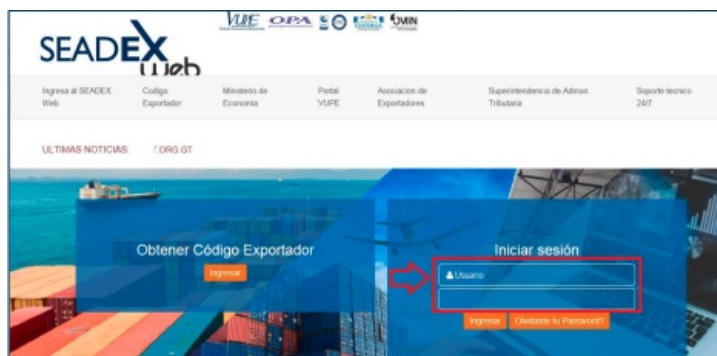 VUPE OPA
SEADEX
Web
Ingresa al SEADEX Web
Codigo Exportador
Ministerio de Economia
Portal VUPE
Asociacion de Exportadores
Superintendencia de Admon Tributaria
Soporte tecnico 24/7
ULTIMAS NOTICIAS: .ORG.GT
Obtener Código Exportador
Ingresar
Iniciar sesión
Usuario
Ingresar Olvidaste tu Password?